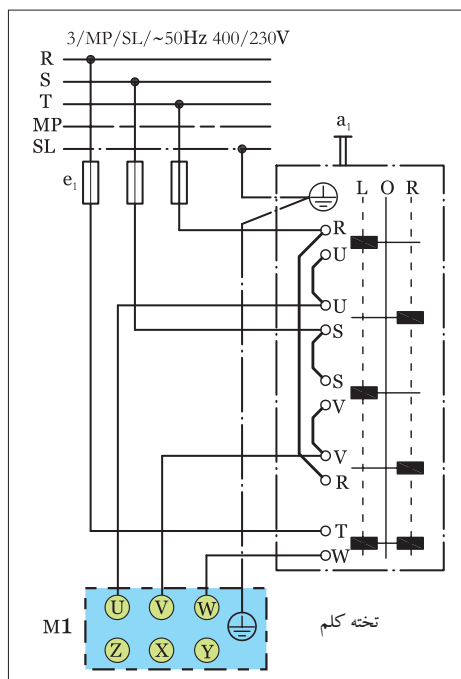 3/MP/SL/~50Hz 400/230V
R
S
T
MP
SL
e1
a1
L O R
R
U
U
S
S
V
V
R
T
W
M1
U V W
Z X Y
تخته کلم